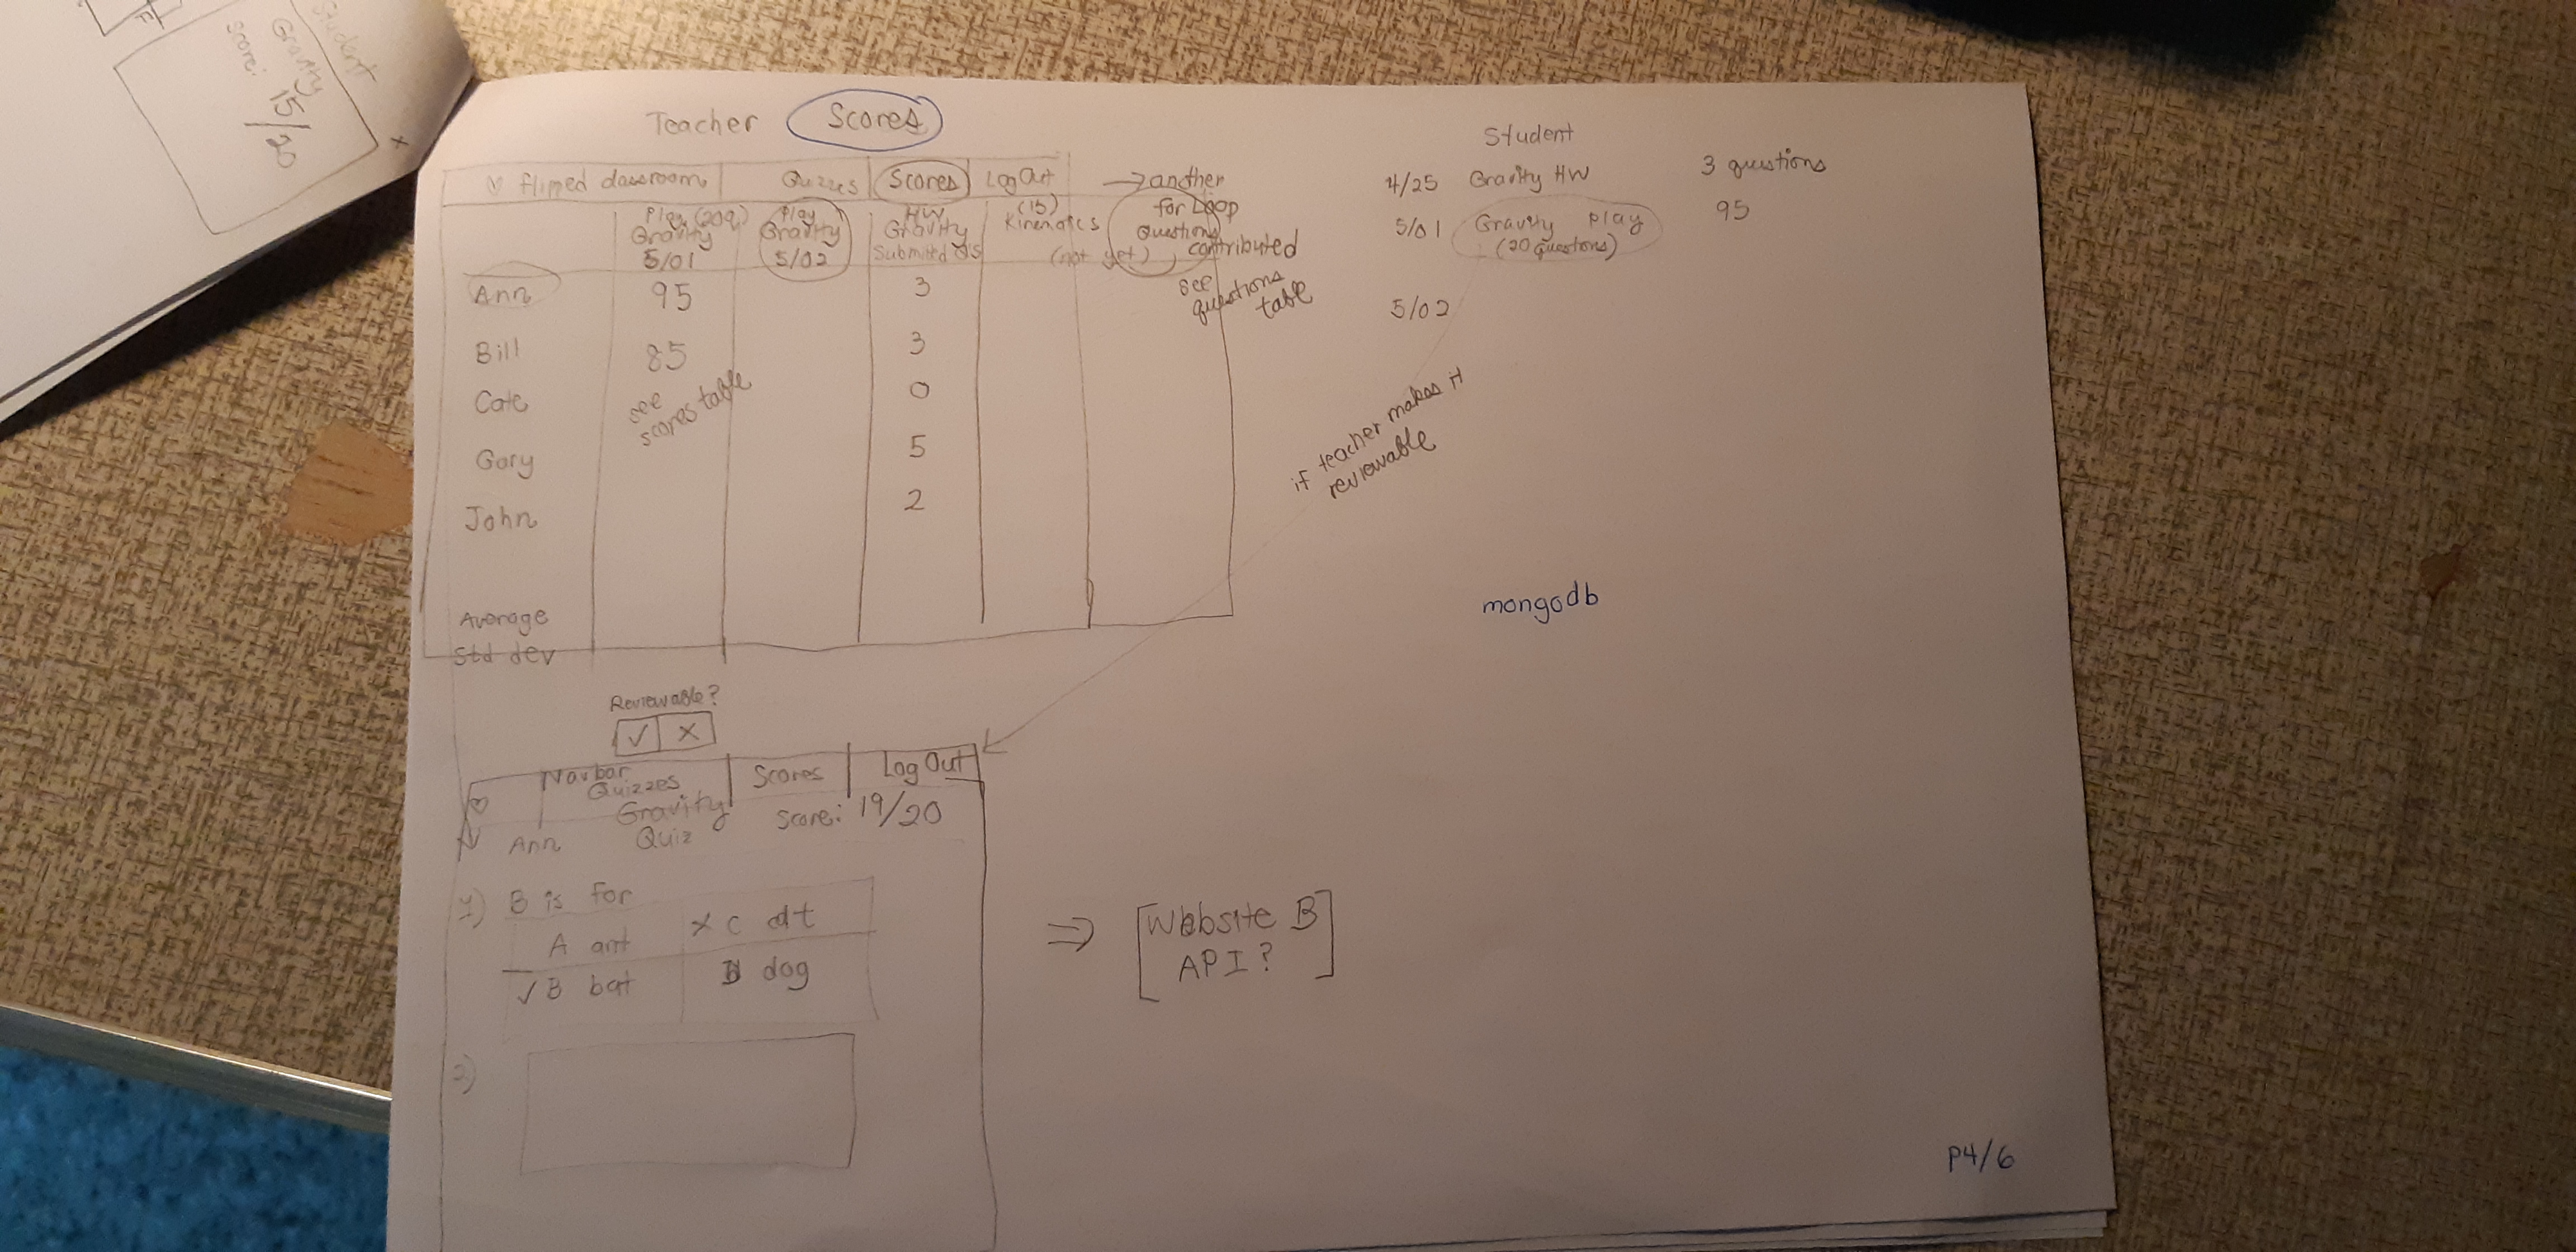 Student
Gravity
score: 15/20
x
Teacher Scores
flipped classroom Quizzes Scores Log Out
→ another
for Loop
Questions
contributed
see
questions
table
Play (20q)
Gravity
5/01
Play
Gravity
5/02
HW
Gravity
Submitted Qs
(15)
Kinematics
(not yet)
Ann 95 3
Bill 85 3
see
scores table
Cate 0
Gary 5
John 2
Average
Std dev
Student
4/25 Gravity HW 3 questions
5/01 Gravity play 95
(20 questions)
5/02
if teacher makes it
reviewable
mongodb
Reviewable?
✓ X
Navbar
Quizzes Scores Log Out
Ann Gravity
Quiz
Score: 19/20
1) B is for
A ant X C at
✓ B bat D dog
2)
⇒ [Website B
API?]
P4/6